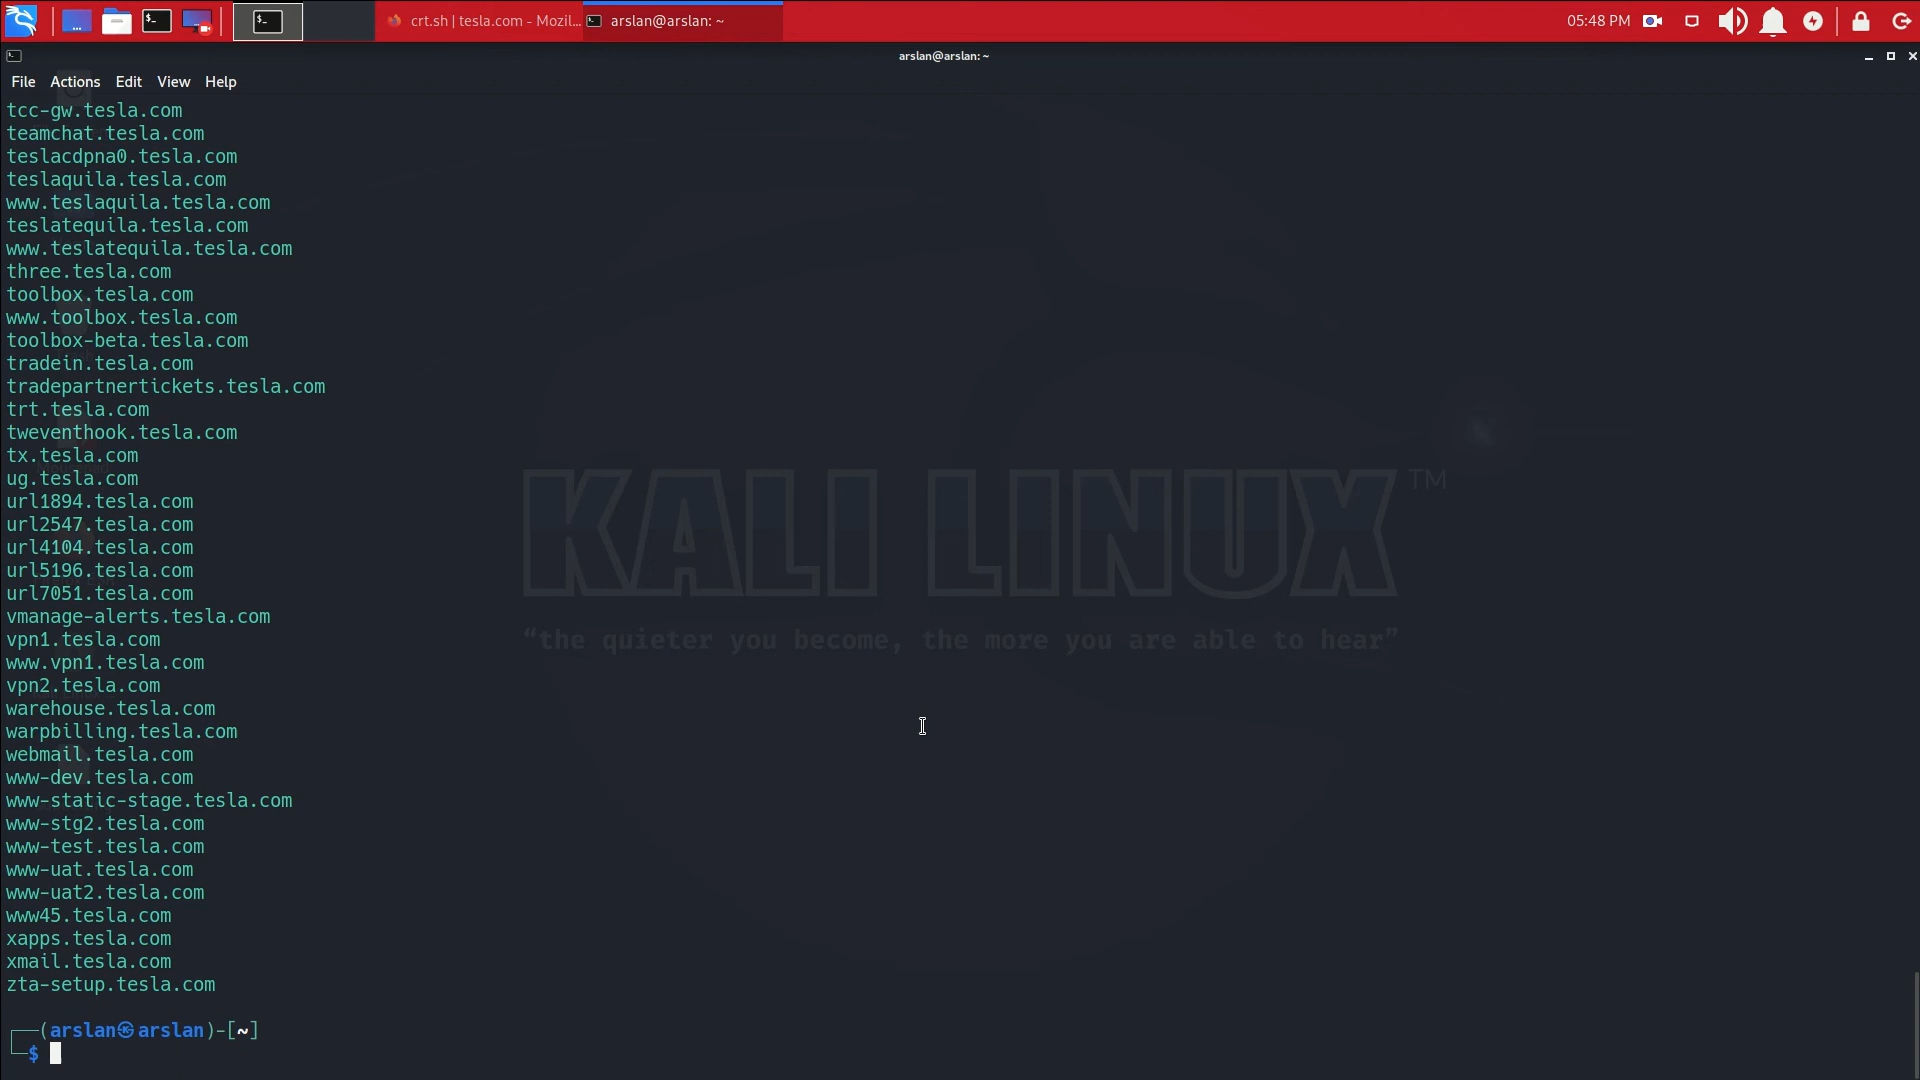 crt.sh | tesla.com - Mozil...
arslan@arslan: ~
05:48 PM
arslan@arslan: ~
File Actions Edit View Help
tcc-gw.tesla.com
teamchat.tesla.com
teslacdpna0.tesla.com
teslaquila.tesla.com
www.teslaquila.tesla.com
teslatequila.tesla.com
www.teslatequila.tesla.com
three.tesla.com
toolbox.tesla.com
www.toolbox.tesla.com
toolbox-beta.tesla.com
tradein.tesla.com
tradepartnertickets.tesla.com
trt.tesla.com
tweventhook.tesla.com
tx.tesla.com
ug.tesla.com
url1894.tesla.com
url2547.tesla.com
url4104.tesla.com
url5196.tesla.com
url7051.tesla.com
vmanage-alerts.tesla.com
vpn1.tesla.com
www.vpn1.tesla.com
vpn2.tesla.com
warehouse.tesla.com
warpbilling.tesla.com
webmail.tesla.com
www-dev.tesla.com
www-static-stage.tesla.com
www-stg2.tesla.com
www-test.tesla.com
www-uat.tesla.com
www-uat2.tesla.com
www45.tesla.com
xapps.tesla.com
xmail.tesla.com
zta-setup.tesla.com
┌──(arslan㉿arslan)-[~]
└─$
KALI LINUX™
“the quieter you become, the more you are able to hear”